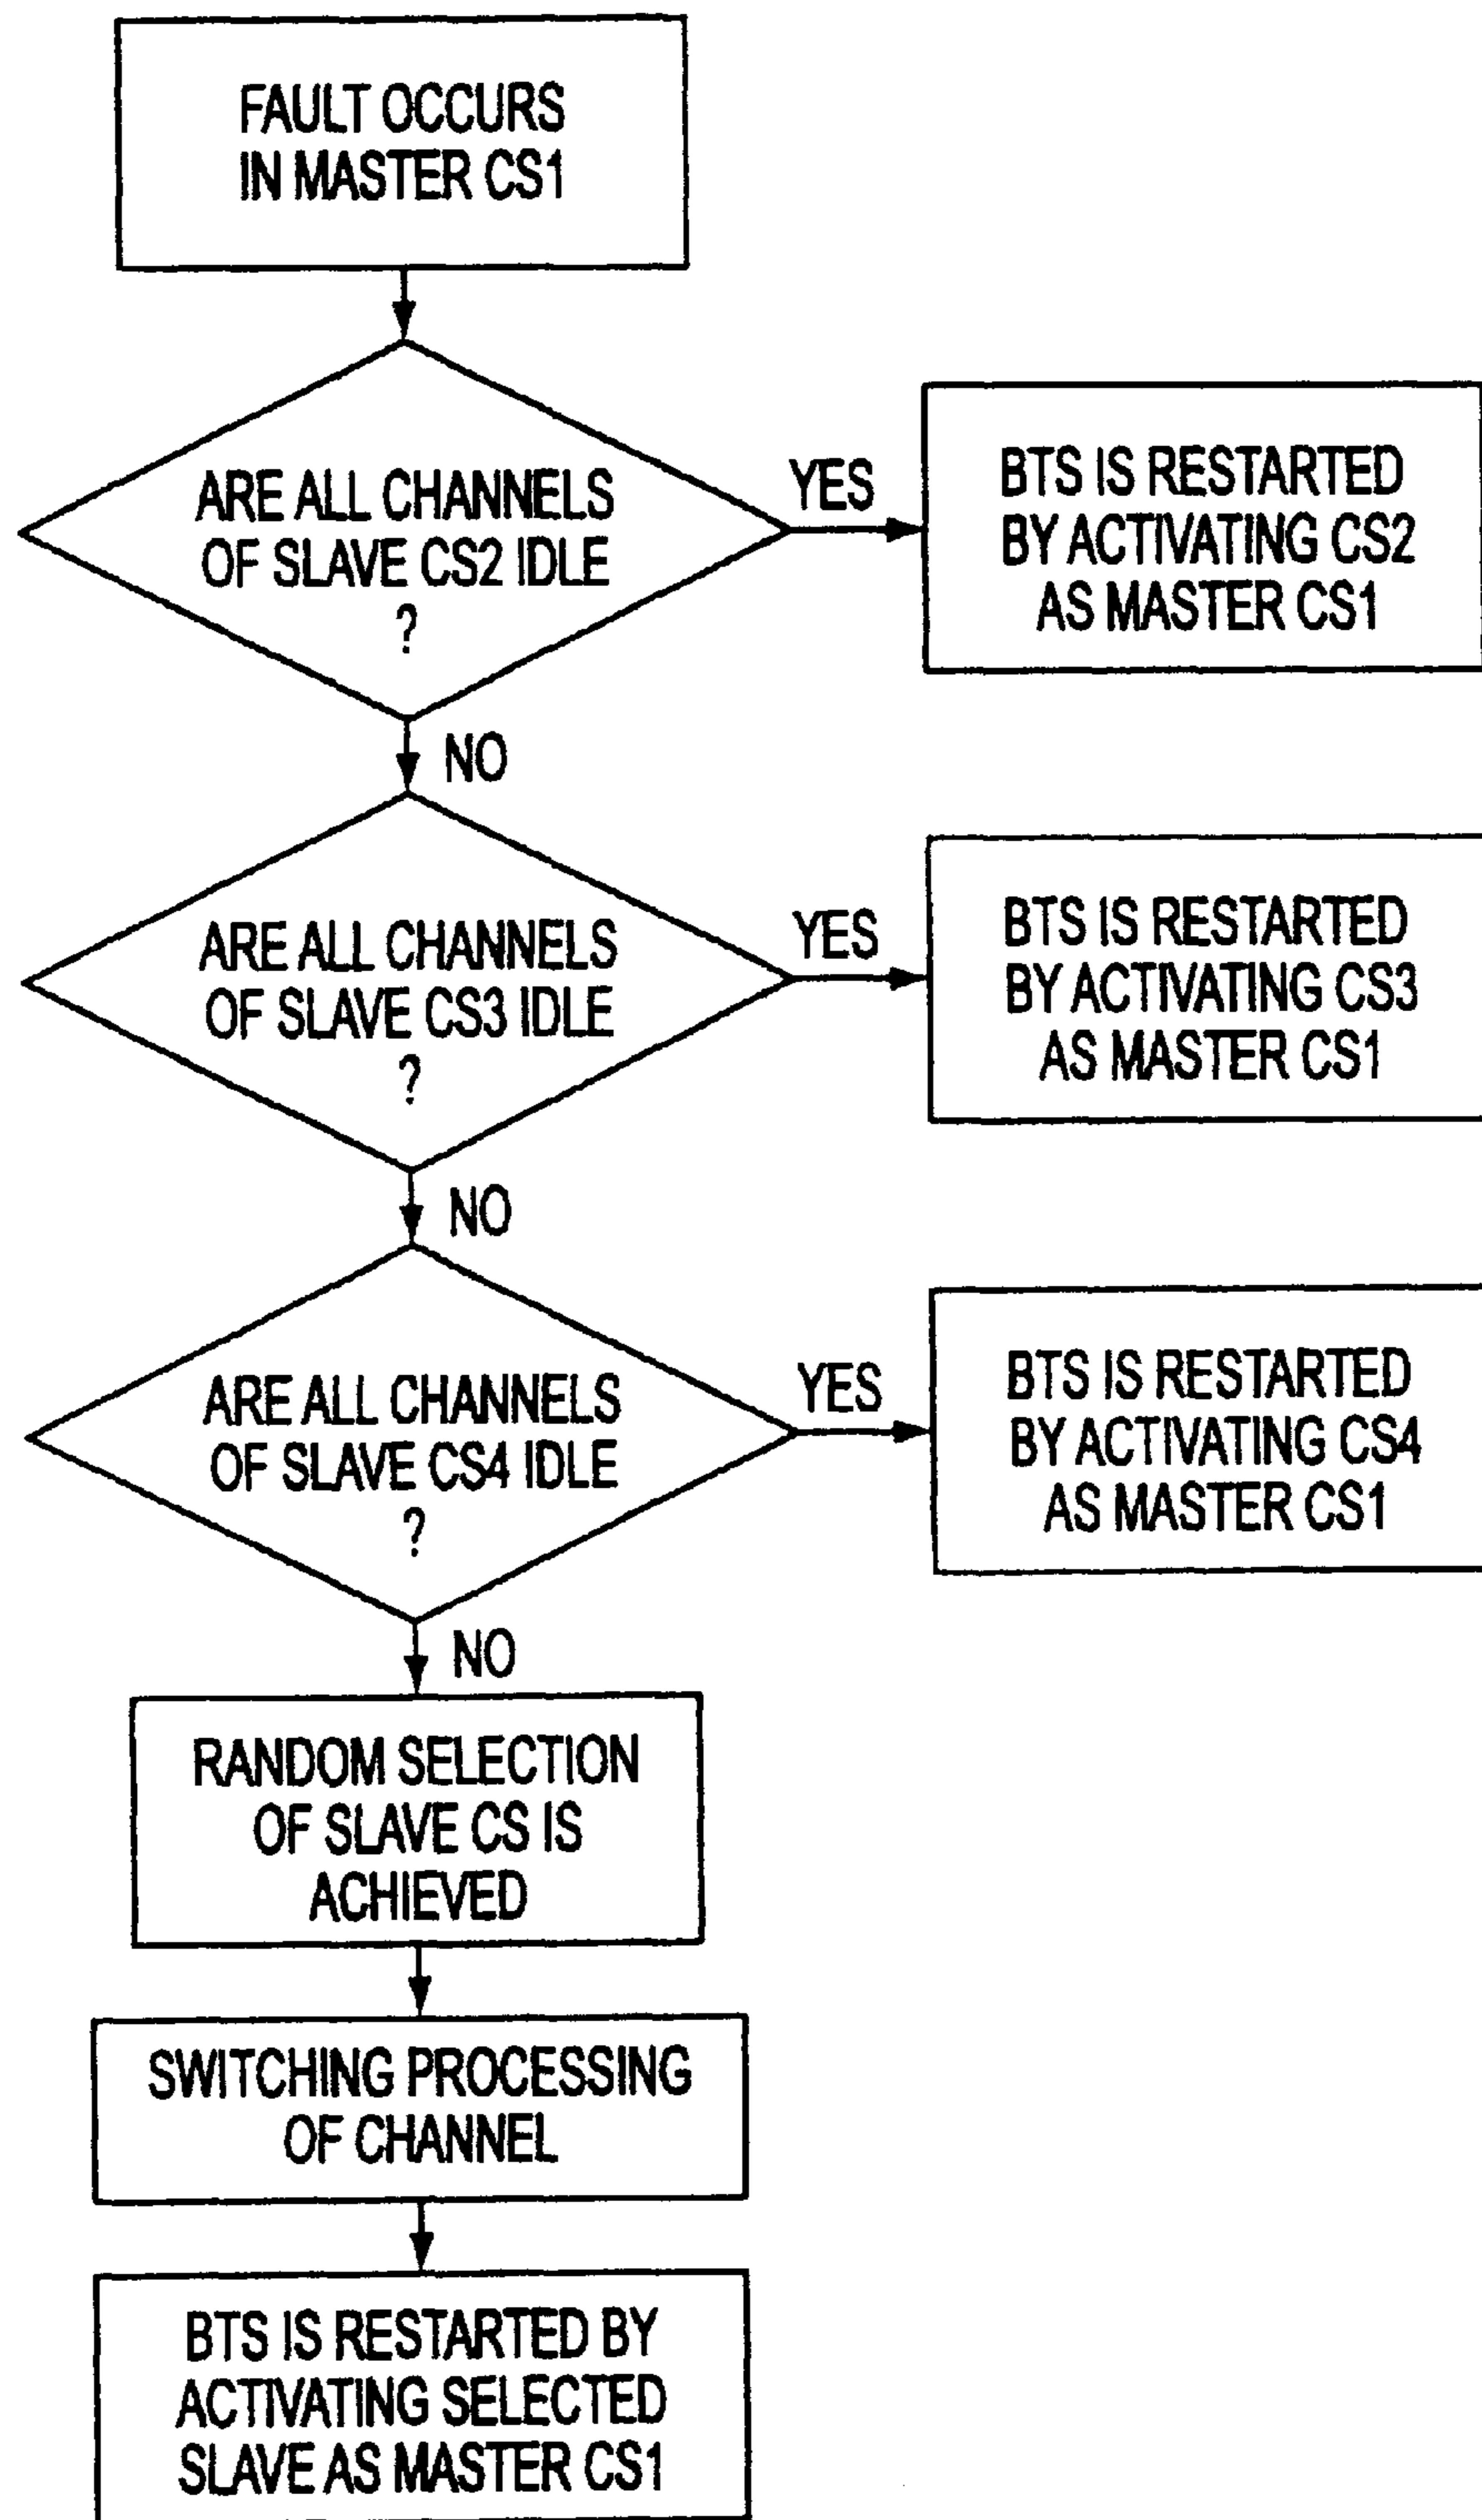 FAULT OCCURS
IN MASTER CS1
ARE ALL CHANNELS
OF SLAVE CS2 IDLE
?
YES
BTS IS RESTARTED
BY ACTIVATING CS2
AS MASTER CS1
NO
ARE ALL CHANNELS
OF SLAVE CS3 IDLE
?
YES
BTS IS RESTARTED
BY ACTIVATING CS3
AS MASTER CS1
NO
ARE ALL CHANNELS
OF SLAVE CS4 IDLE
?
YES
BTS IS RESTARTED
BY ACTIVATING CS4
AS MASTER CS1
NO
RANDOM SELECTION
OF SLAVE CS IS
ACHIEVED
SWITCHING PROCESSING
OF CHANNEL
BTS IS RESTARTED BY
ACTIVATING SELECTED
SLAVE AS MASTER CS1